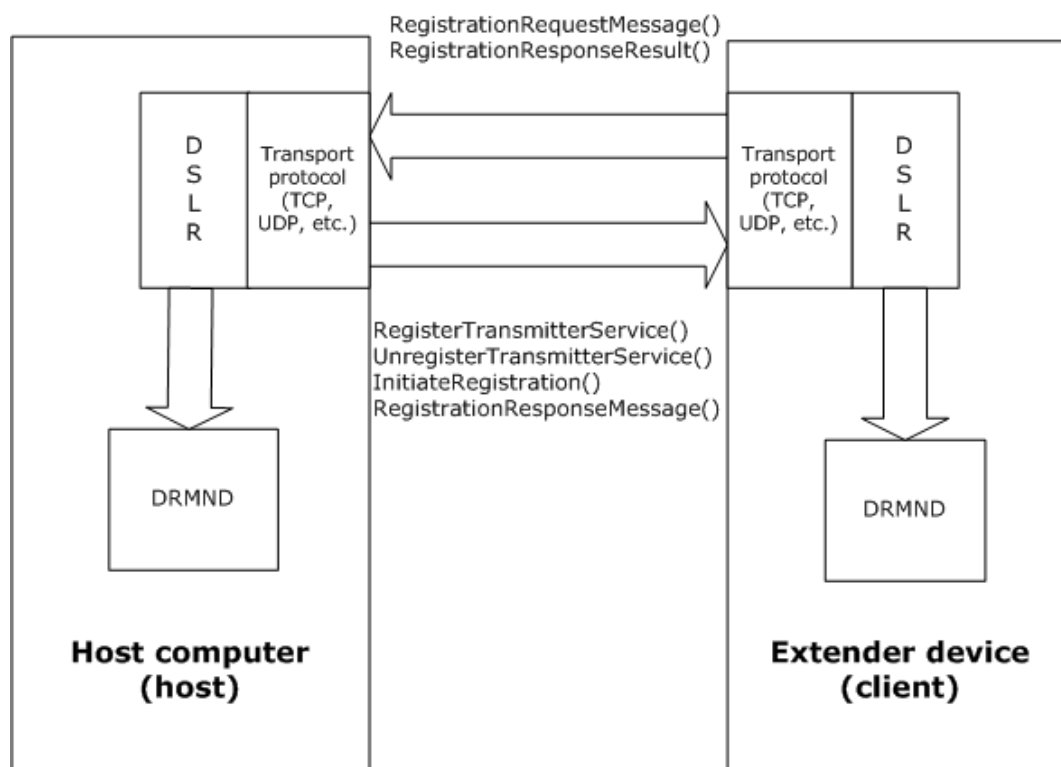 RegistrationRequestMessage()
RegistrationResponseResult()
D
S
L
R
Transport
protocol
(TCP,
UDP, etc.)
Transport
protocol
(TCP,
UDP, etc.)
D
S
L
R
RegisterTransmitterService()
UnregisterTransmitterService()
InitiateRegistration()
RegistrationResponseMessage()
DRMND
DRMND
Host computer
(host)
Extender device
(client)